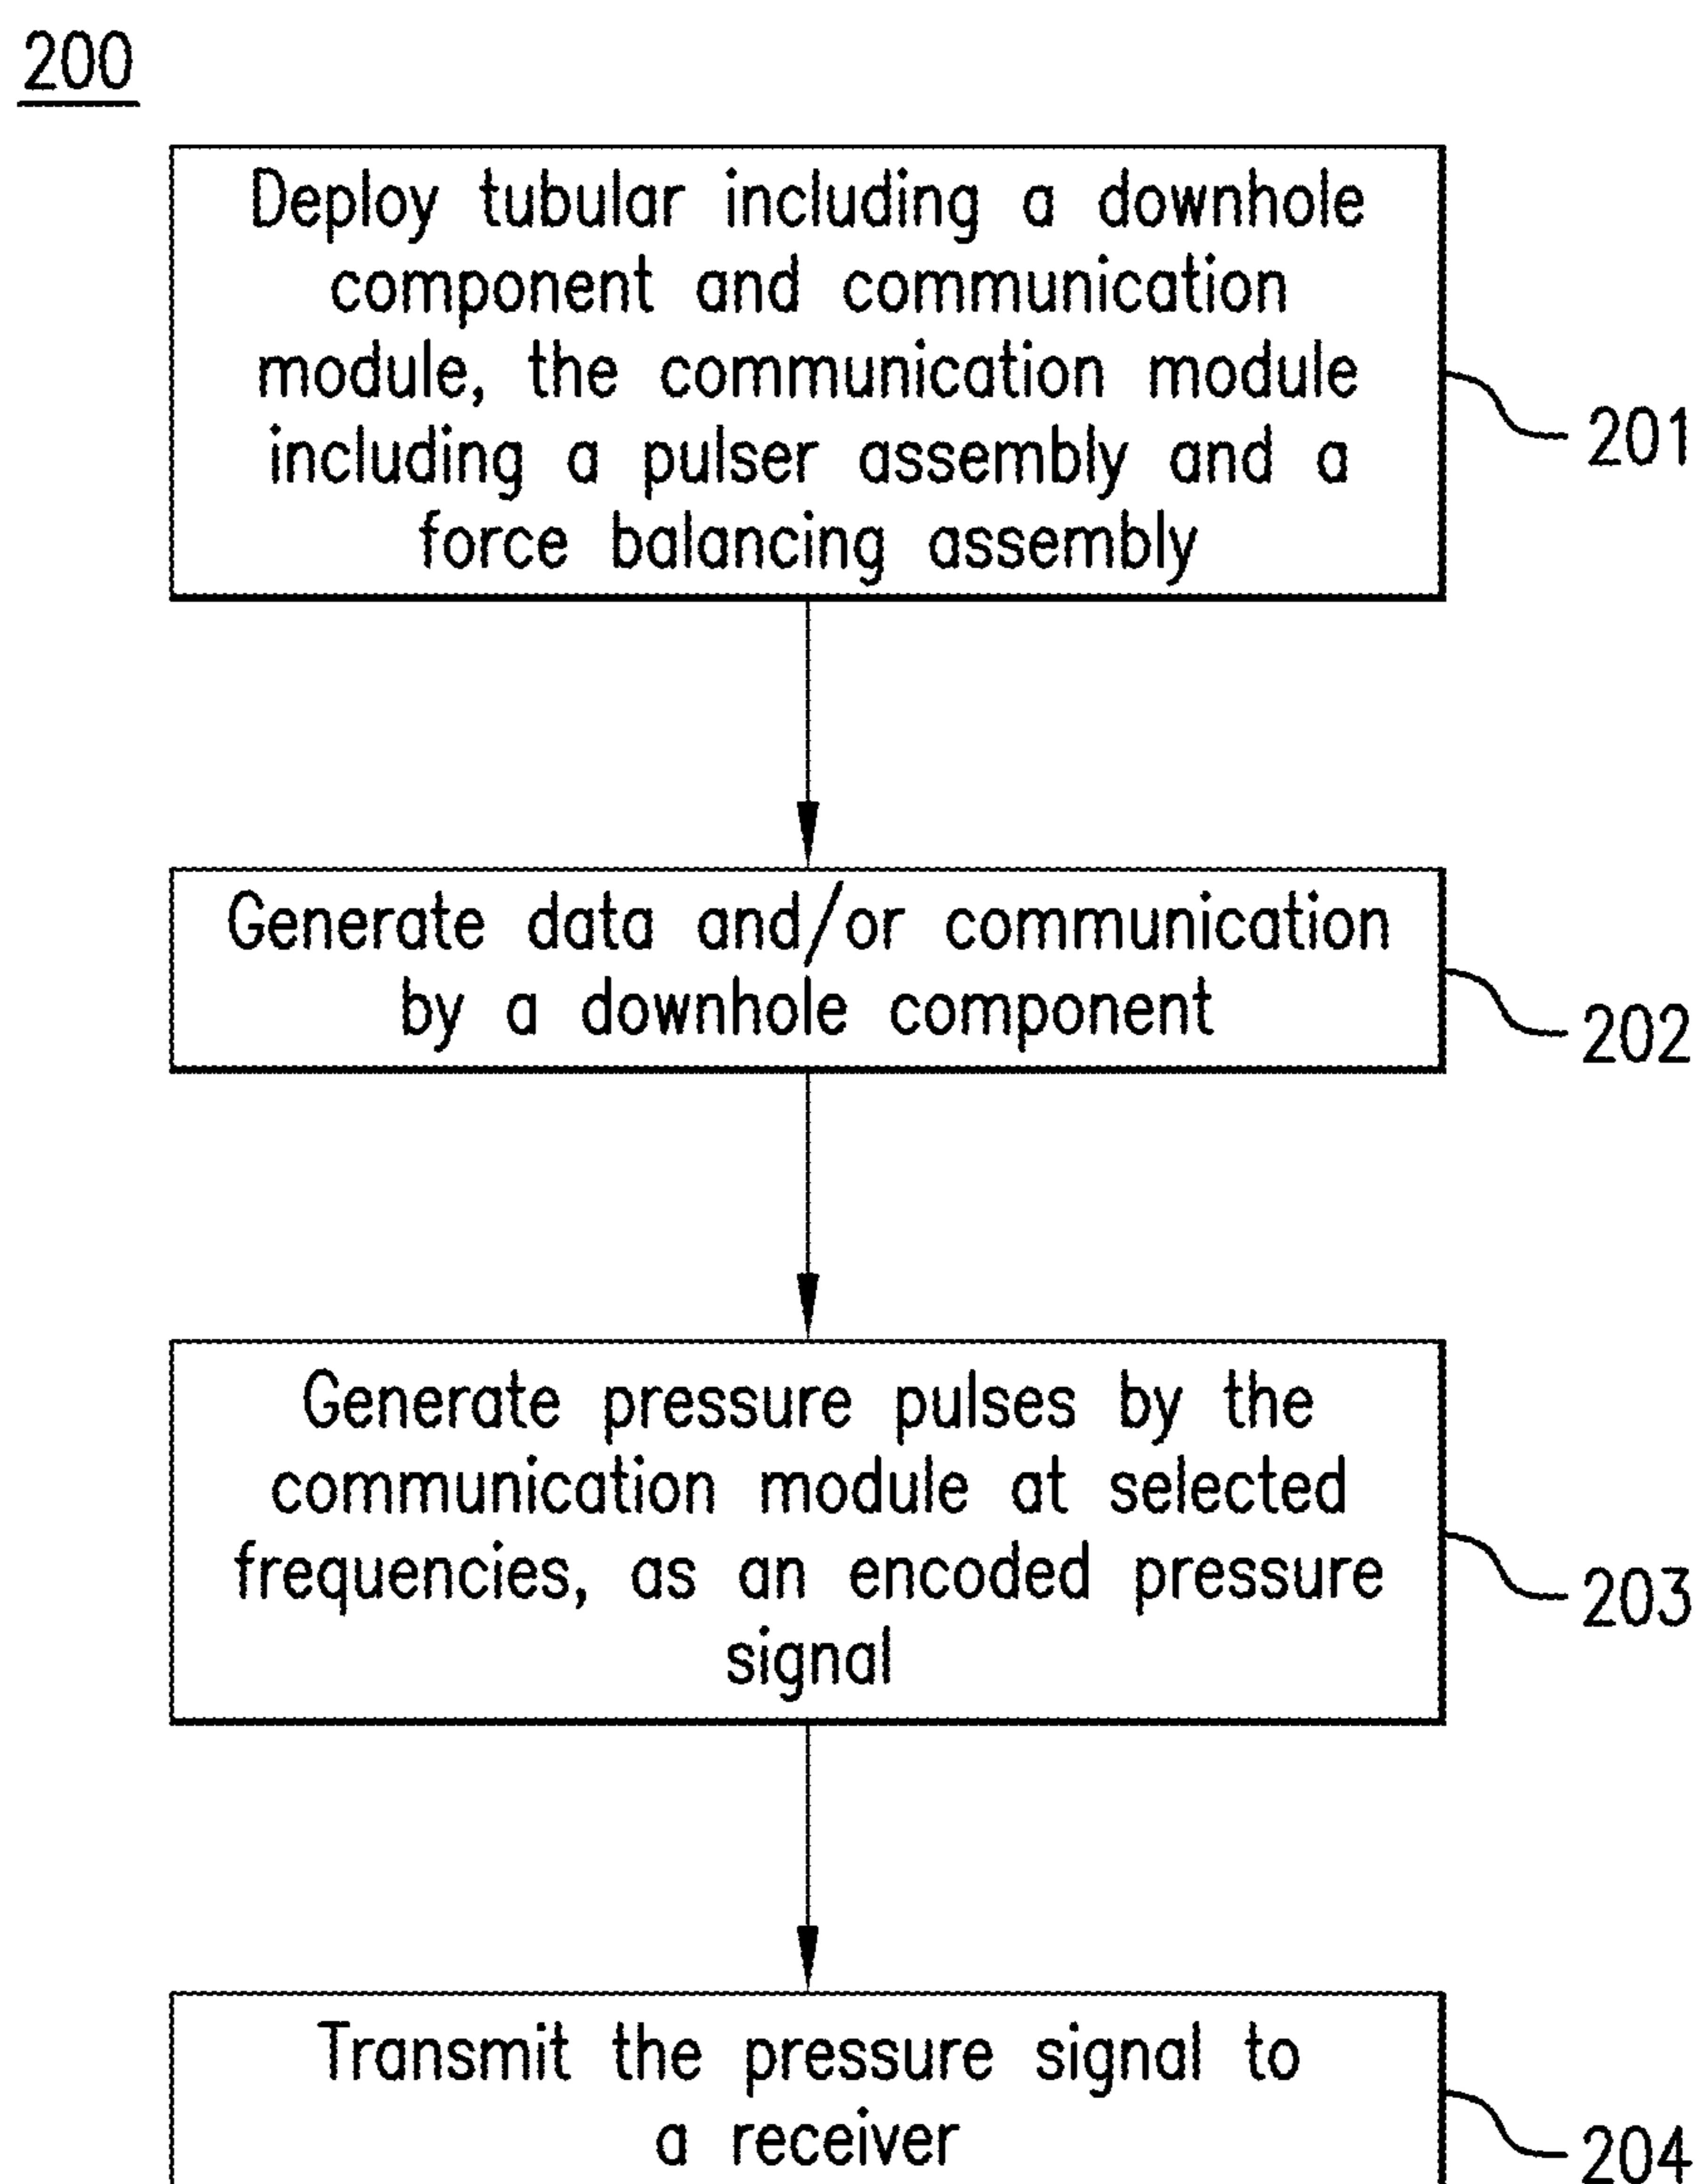 200
Deploy tubular including a downhole
component and communication
module, the communication module
including a pulser assembly and a
force balancing assembly
201
Generate data and/or communication
by a downhole component
202
Generate pressure pulses by the
communication module at selected
frequencies, as an encoded pressure
signal
203
Transmit the pressure signal to
a receiver
204